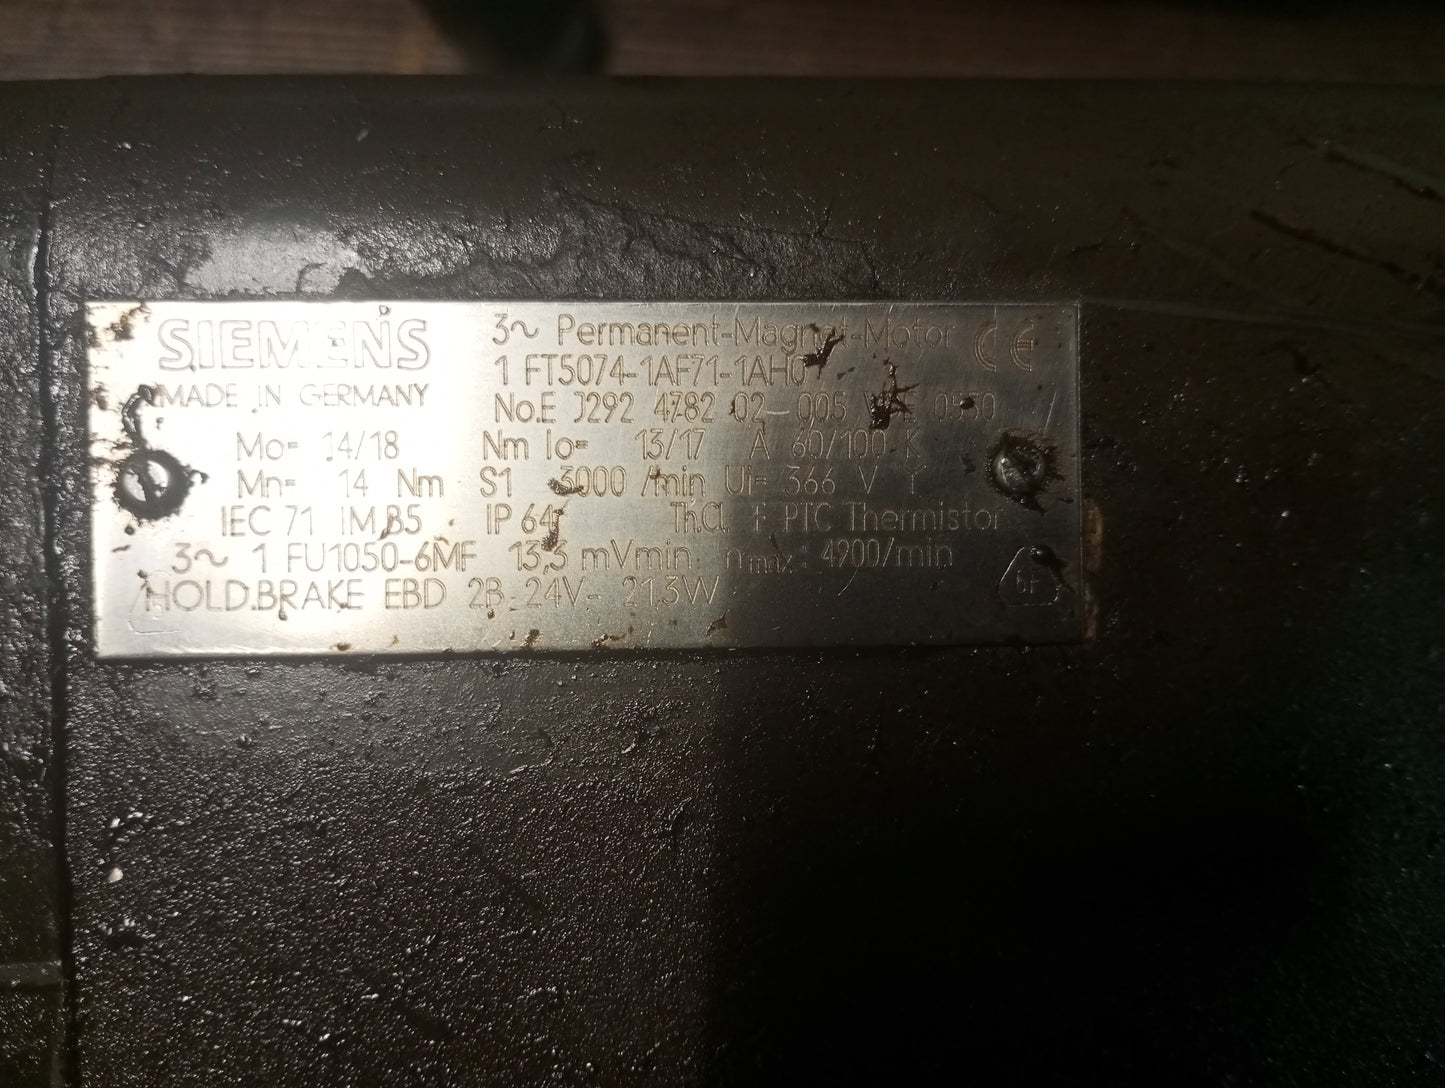 SIEMENS
MADE IN GERMANY
3~ Permanent-Magnet-Motor CE
1 FT5074-1AF71-1AH0
No.E J292 4782 02 005
Mo= 14/18 Nm Io= 13/17 A 60/100 K
Mn= 14 Nm S1 3000 /min Ui= 366 V Y
IEC 71 IM B5 IP 64 Th.Cl. F PTC Thermistor
3~ 1 FU1050-6MF 13,3 mVmin nmax: 4900/min
HOLD.BRAKE EBD 2B 24V- 21.3W